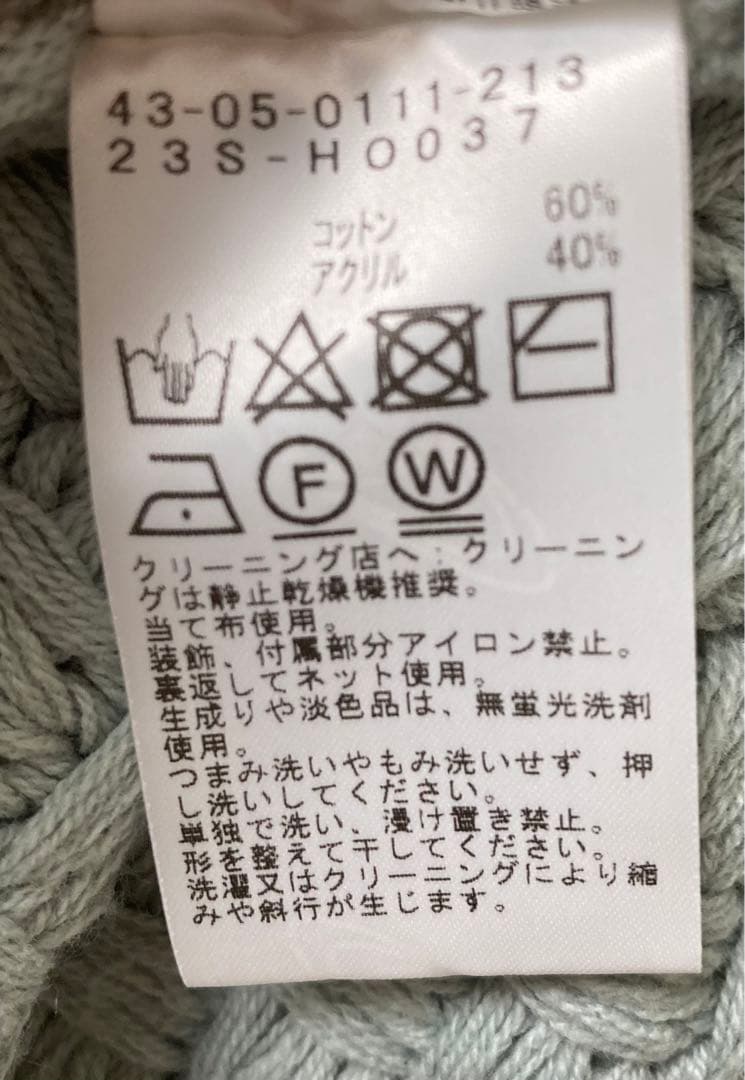 43-05-0111-213
23S-H0037
コットン 60%
アクリル 40%
F W
クリーニング店へ:クリーニン
グは静止乾燥機推奨。
当て布使用。
装飾、付属部分アイロン禁止。
裏返してネット使用。
生成りや淡色品は、無蛍光洗剤
使用。
つまみ洗いやもみ洗いせず、押
し洗いしてください。
単独で洗い、浸け置き禁止。
形を整えて干してください。
洗濯又はクリーニングにより縮
みや斜行が生じます。